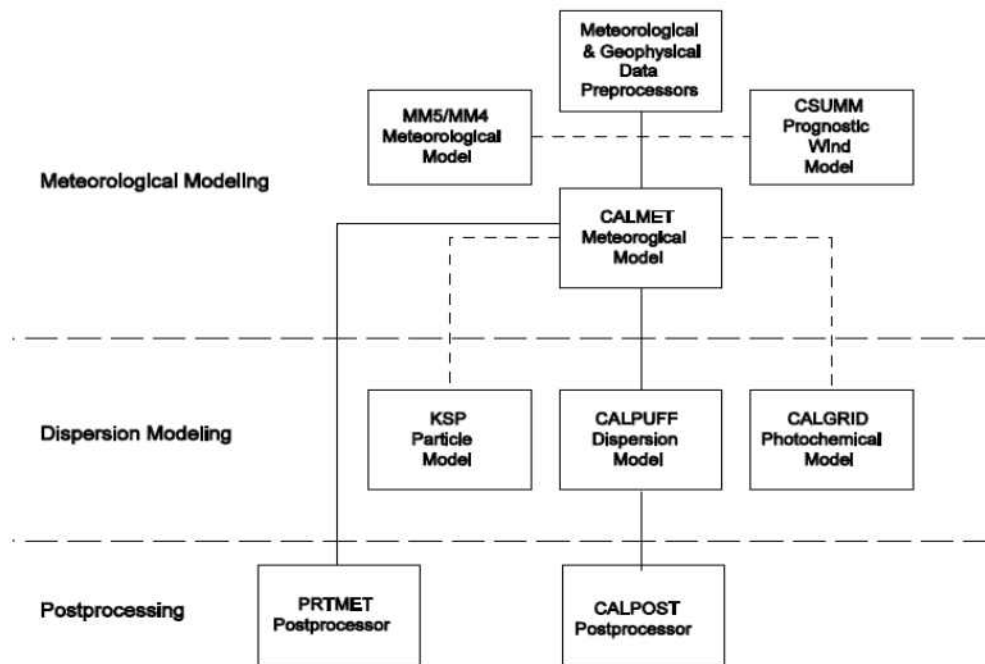 Meteorological
& Geophysical
Data
Preprocessors
MM5/MM4
Meteorological
Model
CSUMM
Prognostic
Wind
Model
Meteorological Modeling
CALMET
Meteorogical
Model
Dispersion Modeling
KSP
Particle
Model
CALPUFF
Dispersion
Model
CALGRID
Photochemical
Model
Postprocessing
PRTMET
Postprocessor
CALPOST
Postprocessor